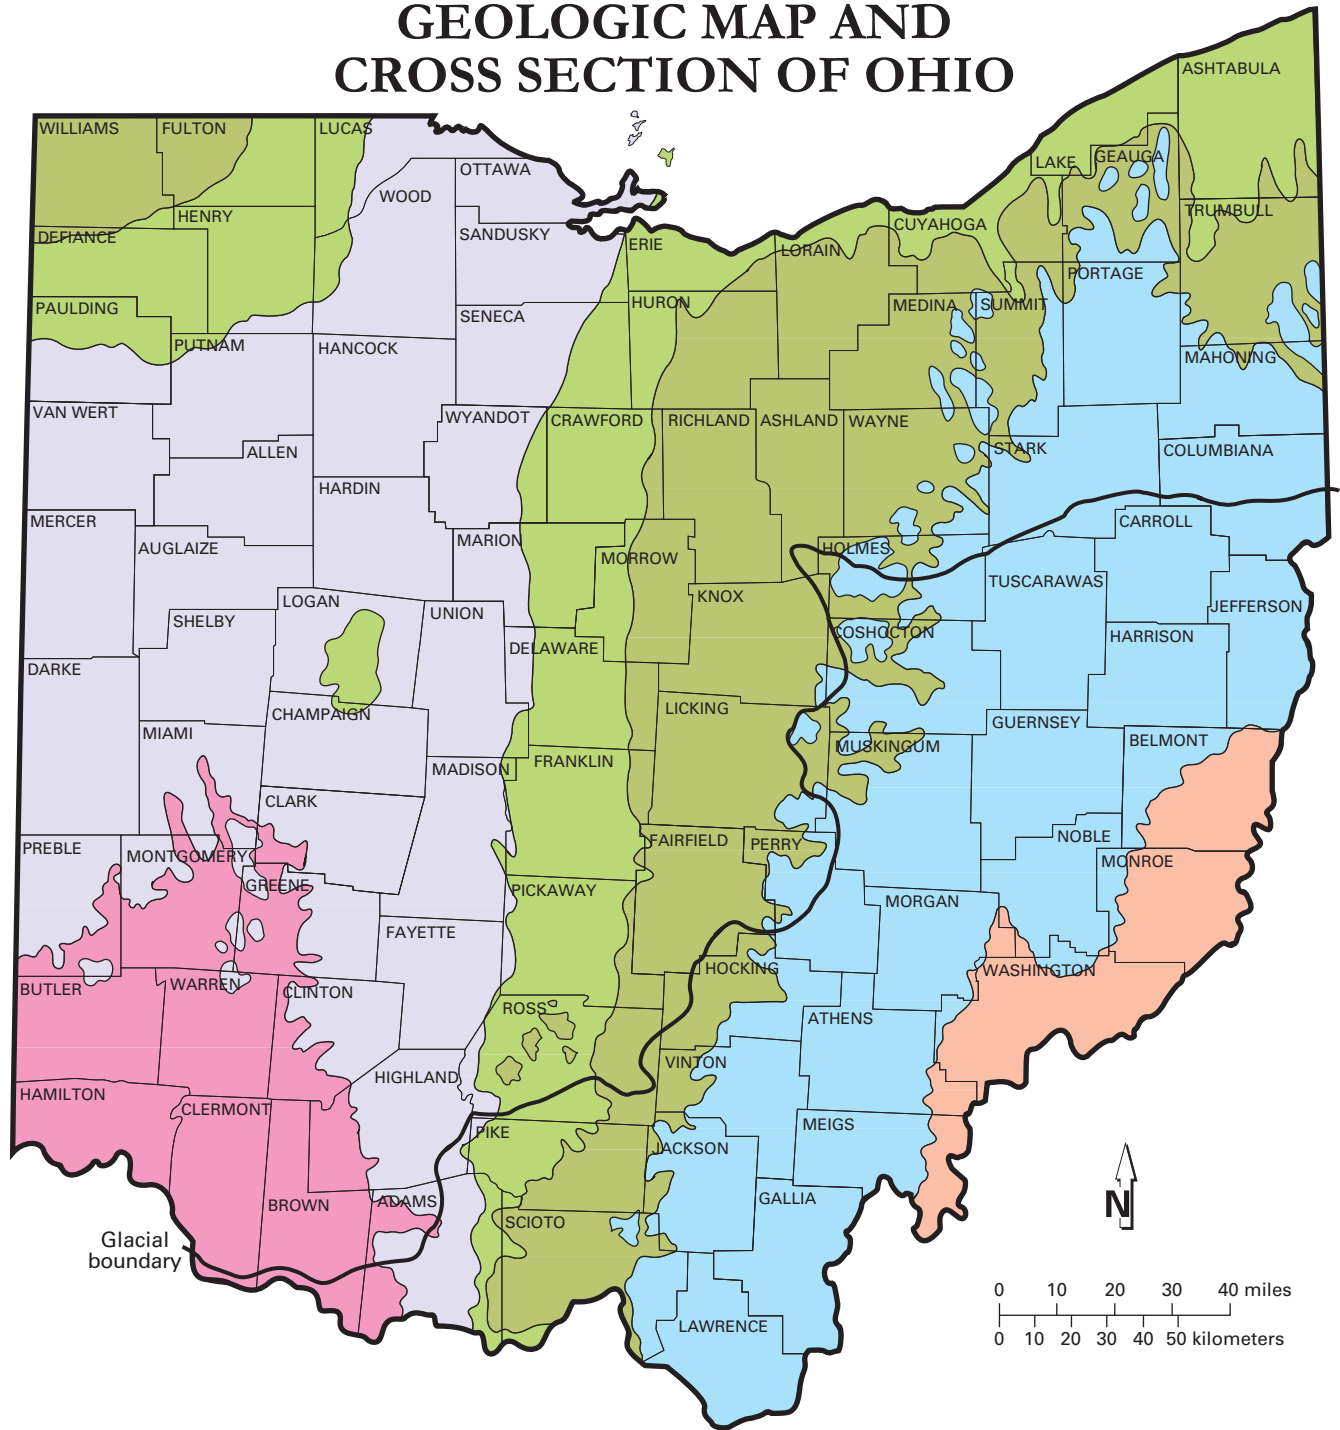 GEOLOGIC MAP AND
CROSS SECTION OF OHIO
ASHTABULA
WILLIAMS
FULTON
LUCAS
LAKE
GEAUGA
OTTAWA
WOOD
TRUMBULL
HENRY
CUYAHOGA
DEFIANCE
SANDUSKY
ERIE
LORAIN
PORTAGE
PAULDING
HURON
MEDINA
SUMMIT
SENECA
PUTNAM
HANCOCK
MAHONING
VAN WERT
WYANDOT
CRAWFORD
RICHLAND
ASHLAND
WAYNE
ALLEN
STARK
COLUMBIANA
HARDIN
MERCER
CARROLL
AUGLAIZE
MARION
HOLMES
MORROW
TUSCARAWAS
LOGAN
KNOX
UNION
JEFFERSON
SHELBY
COSHOCTON
HARRISON
DELAWARE
DARKE
LICKING
CHAMPAIGN
GUERNSEY
MIAMI
MUSKINGUM
BELMONT
MADISON
FRANKLIN
CLARK
NOBLE
FAIRFIELD
PERRY
PREBLE
MONTGOMERY
MONROE
GREENE
PICKAWAY
MORGAN
FAYETTE
HOCKING
WASHINGTON
BUTLER
WARREN
CLINTON
ROSS
ATHENS
VINTON
HIGHLAND
HAMILTON
CLERMONT
MEIGS
PIKE
JACKSON
GALLIA
ADAMS
BROWN
N
SCIOTO
Glacial
boundary
0 10 20 30 40 miles
LAWRENCE
0 10 20 30 40 50 kilometers